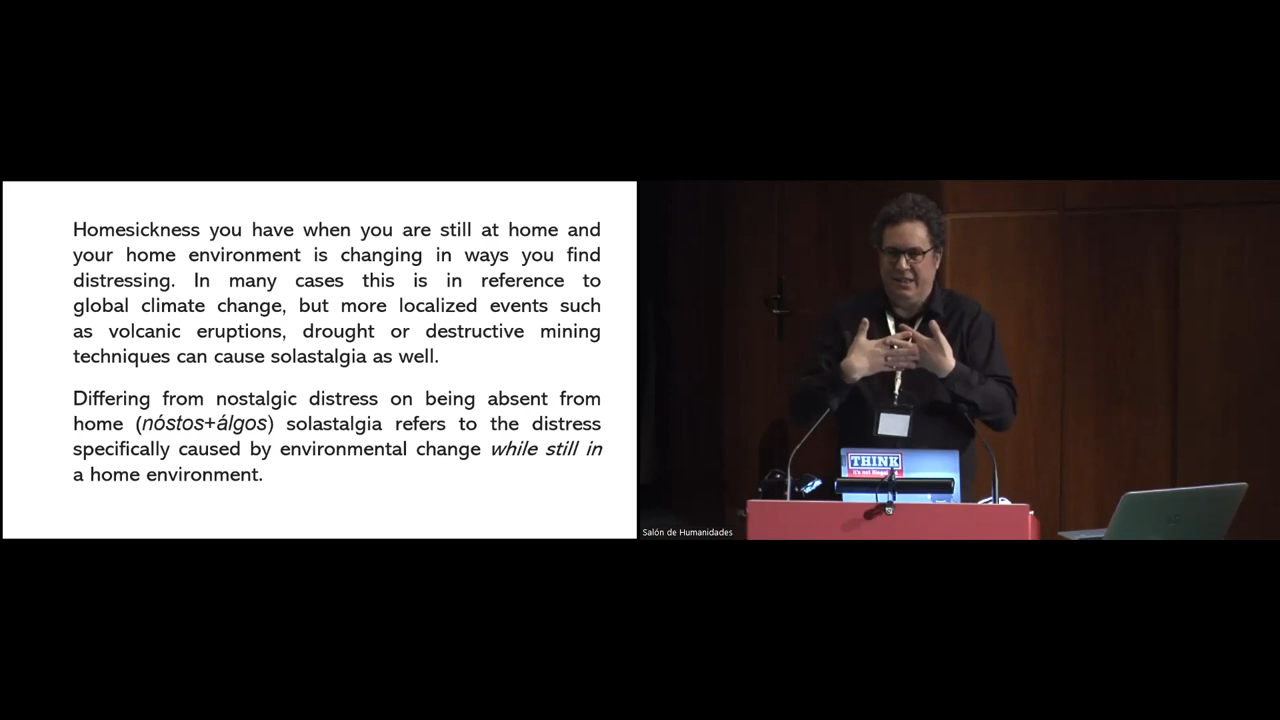 Homesickness you have when you are still at home and
your home environment is changing in ways you find
distressing. In many cases this is in reference to
global climate change, but more localized events such
as volcanic eruptions, drought or destructive mining
techniques can cause solastalgia as well.
Differing from nostalgic distress on being absent from
home (nóstos+álgos) solastalgia refers to the distress
specifically caused by environmental change while still in
a home environment.
THINK
it's not illegal
Salón de Humanidades